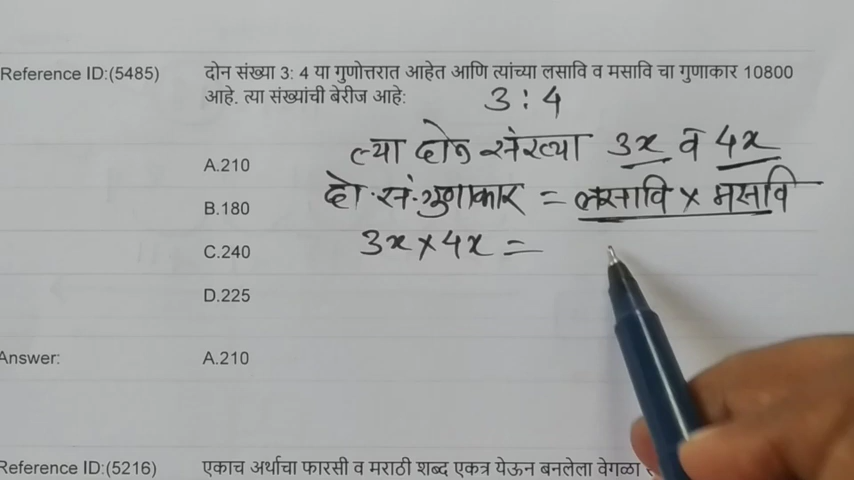 Reference ID:(5485) दोन संख्या 3: 4 या गुणोत्तरात आहेत आणि त्यांच्या लसावि व मसावि चा गुणाकार 10800
आहे. त्या संख्यांची बेरीज आहे:
3 : 4
त्या दोन संख्या 3x व 4x
A.210
दो.सं.गुणाकार = लसावि × मसावि
B.180
3x × 4x =
C.240
D.225
Answer: A.210
Reference ID:(5216) एकाच अर्थाचा फारसी व मराठी शब्द एकत्र येऊन बनलेला वेगळा